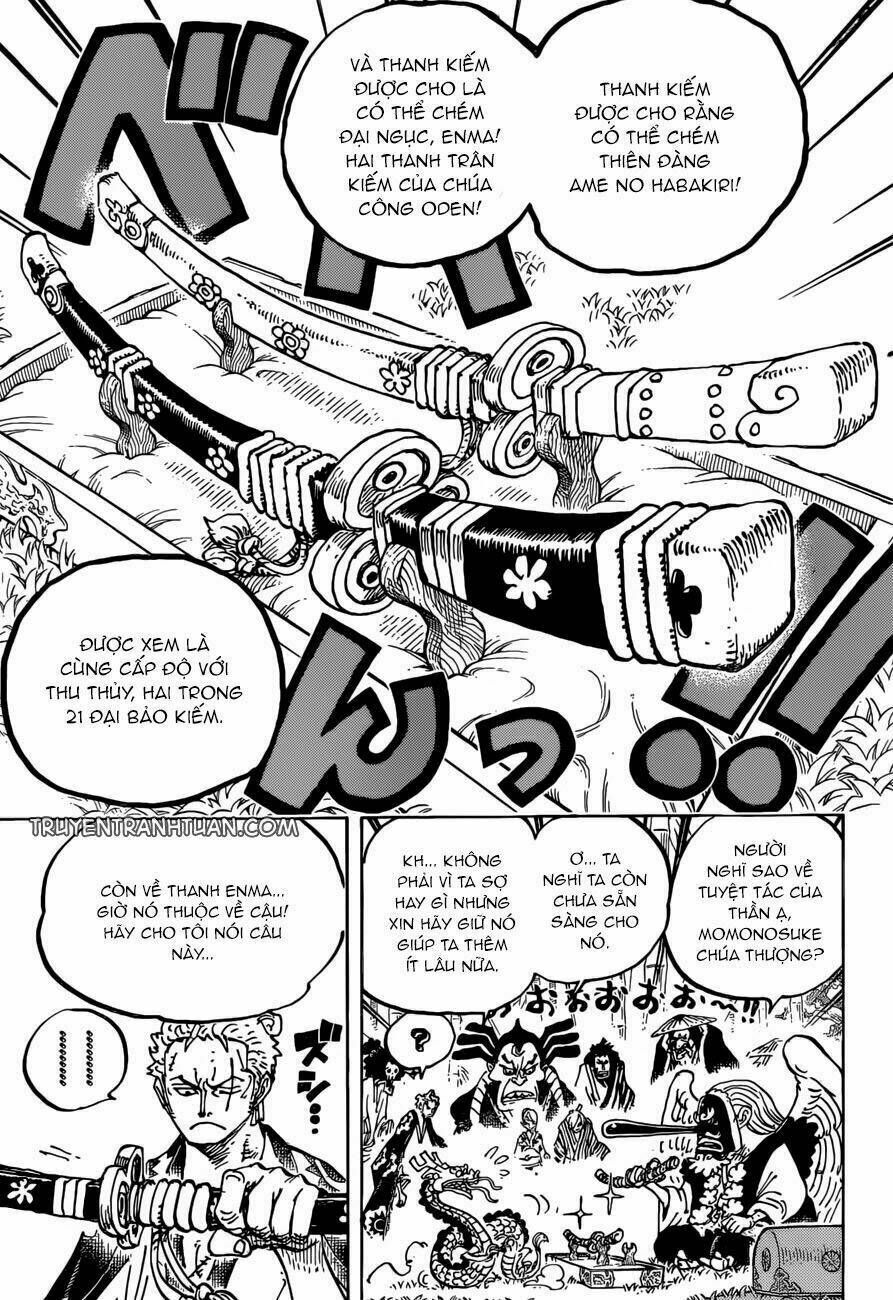 THANH KIẾM
ĐƯỢC CHO RẰNG
CÓ THỂ CHÉM
THIÊN ĐÀNG
AME NO HABAKIRI!
VÀ THANH KIẾM
ĐƯỢC CHO LÀ
CÓ THỂ CHÉM
ĐẠI NGỤC, ENMA!
HAI THANH TRÂN
KIẾM CỦA CHÚA
CÔNG ODEN!
ベベんっ!!
ĐƯỢC XEM LÀ
CÙNG CẤP ĐỘ VỚI
THU THỦY, HAI TRONG
21 ĐẠI BẢO KIẾM.
TRUYENTRANHTUAN.COM
NGƯỜI
NGHĨ SAO VỀ
TUYỆT TÁC CỦA
THẦN Ạ,
MOMONOSUKE
CHÚA THƯỢNG?
Ơ... TA
NGHĨ TA CÒN
CHƯA SẴN
SÀNG CHO
NÓ.
KH... KHÔNG
PHẢI VÌ TA SỢ
HAY GÌ NHƯNG
XIN HÃY GIỮ NÓ
GIÚP TA THÊM
ÍT LÂU NỮA.
おおおおお〜!!!
?
CÒN VỀ THANH ENMA...
GIỜ NÓ THUỘC VỀ CẬU!
HÃY CHO TÔI NÓI CÂU
NÀY...
ズシ...